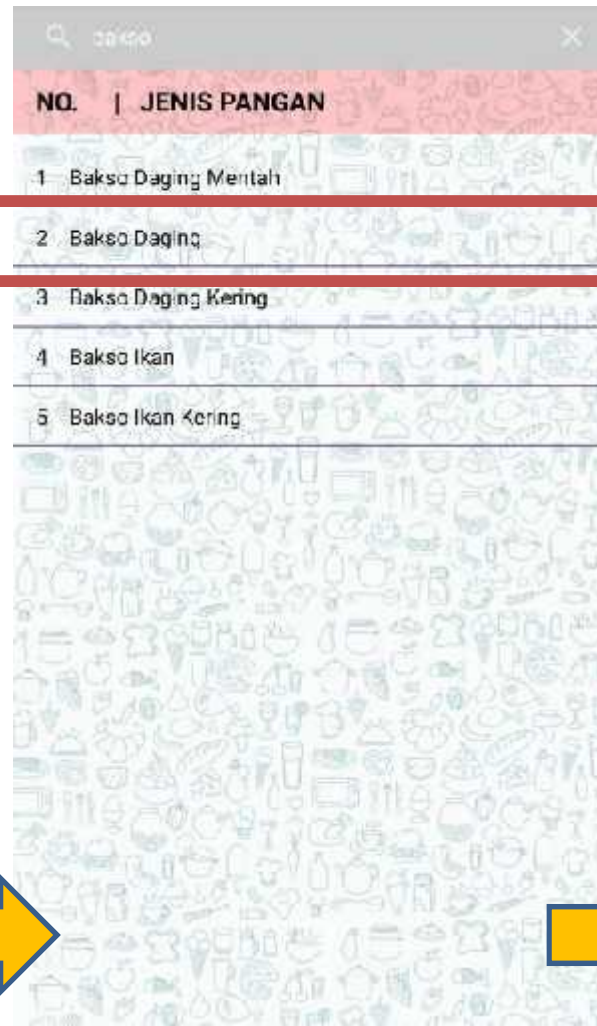 bakso
NO. | JENIS PANGAN
1 Bakso Daging Mentah
2 Bakso Daging
3 Bakso Daging Kering
4 Bakso Ikan
5 Bakso Ikan Kering